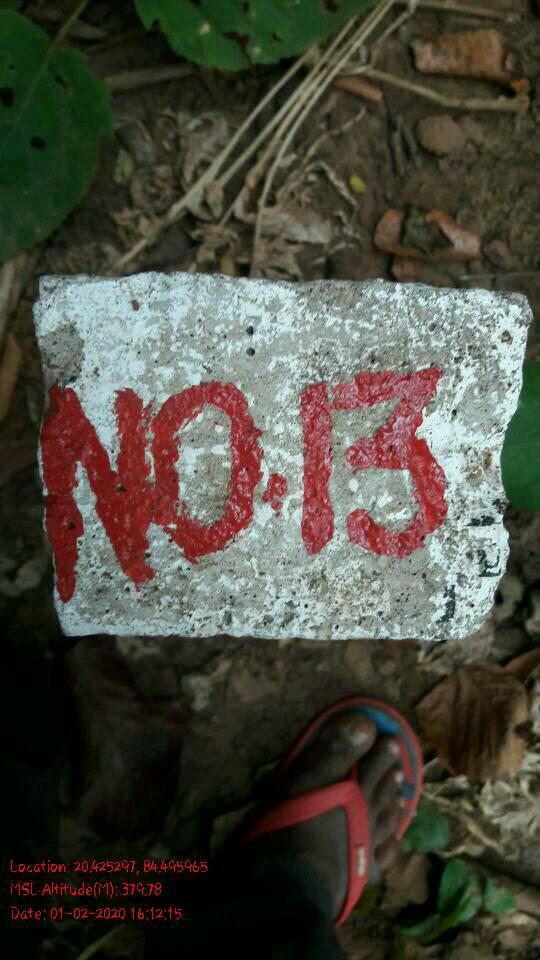 NO. 13
Location: 20.425297, 84.495965
MSL Altitude(M): 379.78
Date: 01-02-2020 16:12:15